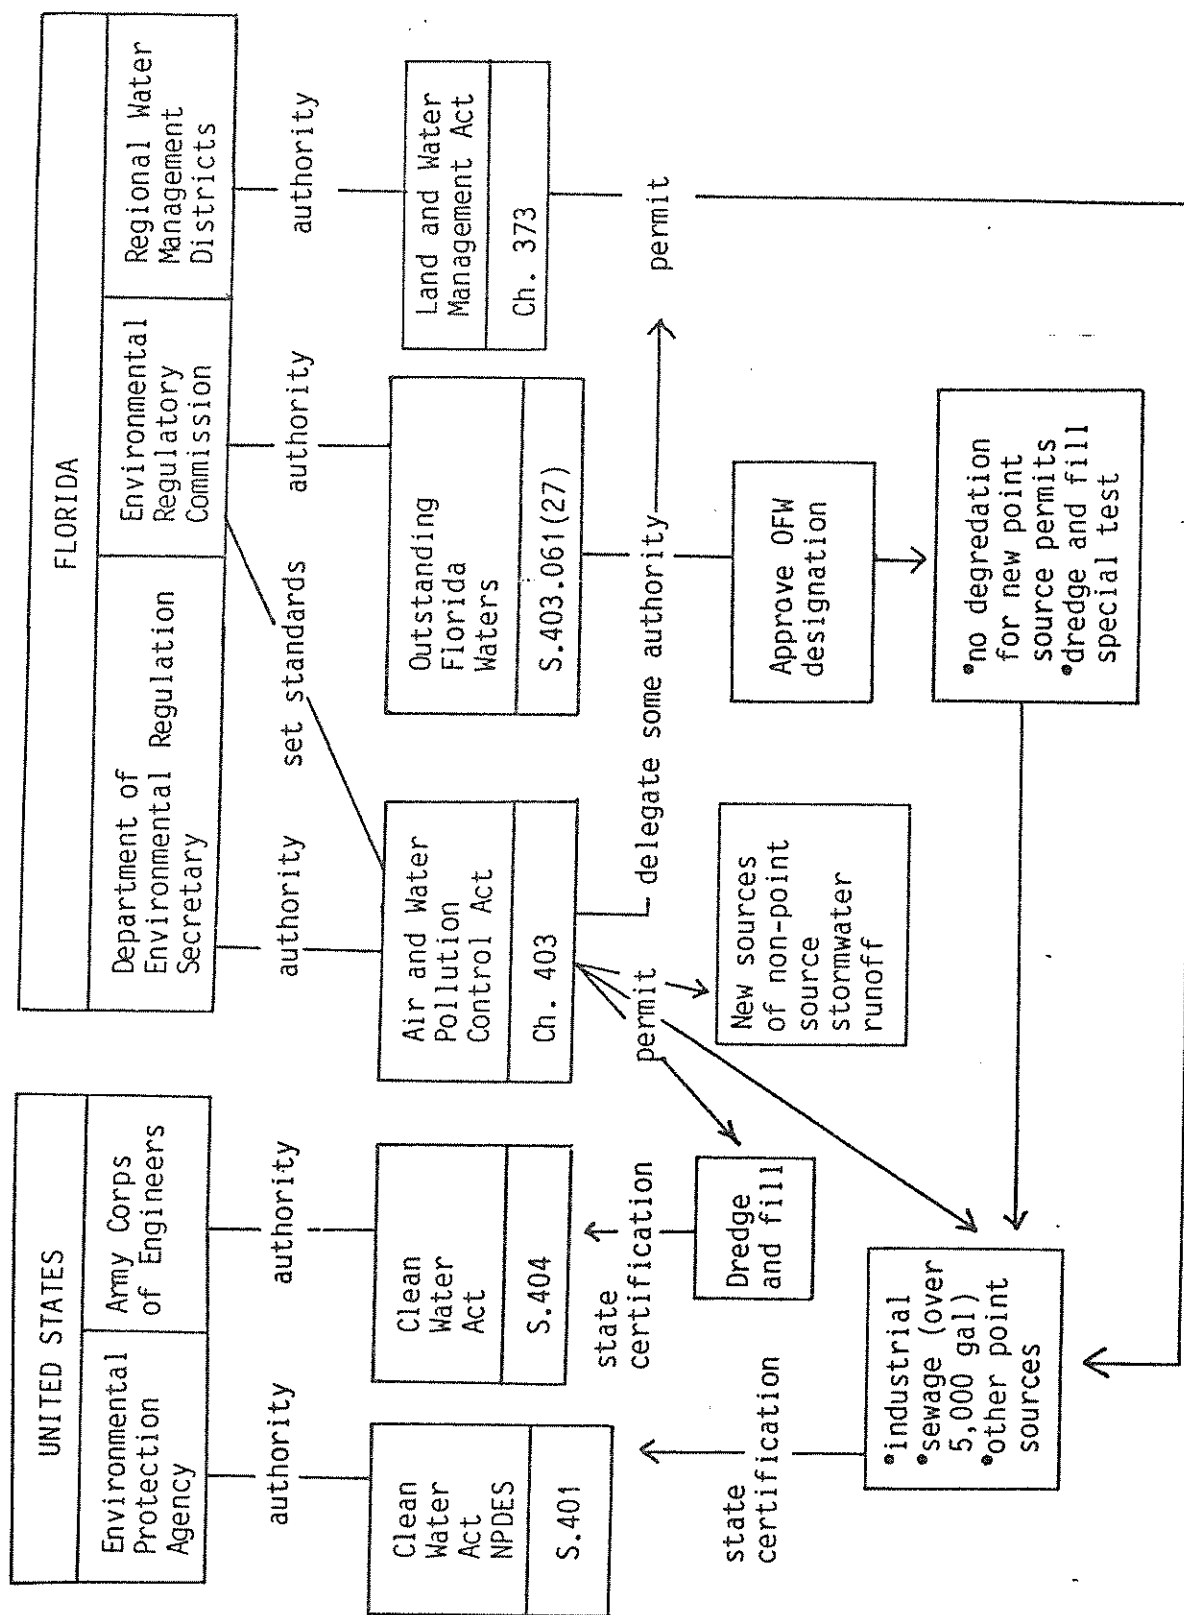 UNITED STATES
Environmental
Protection
Agency
Army Corps
of Engineers
FLORIDA
Department of
Environmental Regulation
Secretary
Environmental
Regulatory
Commission
Regional Water
Management
Districts
authority
authority
authority
set standards
authority
authority
Clean
Water
Act
NPDES
S.401
Clean
Water
Act
S.404
Air and Water
Pollution
Control Act
Ch. 403
Outstanding
Florida
Waters
S.403.061(27)
Land and Water
Management Act
Ch. 373
state
certification
state
certification
permit
delegate some authority
permit
Dredge
and fill
New sources
of non-point
source
stormwater
runoff
Approve OFW
designation
•industrial
•sewage (over
5,000 gal)
•other point
sources
•no degredation
for new point
source permits
•dredge and fill
special test